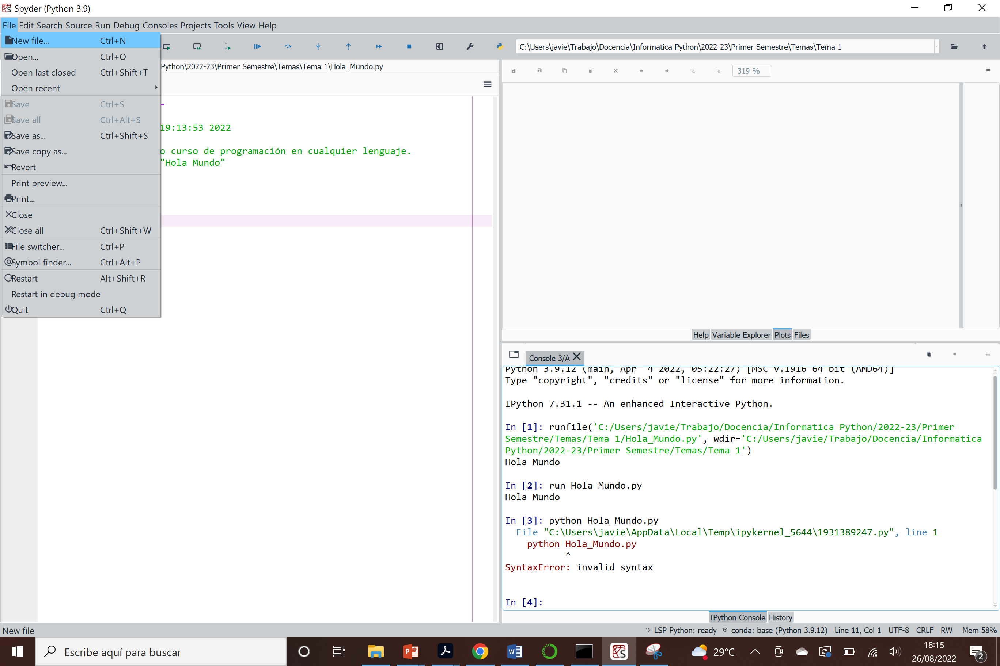 Spyder (Python 3.9)
File Edit Search Source Run Debug Consoles Projects Tools View Help
New file... Ctrl+N
Open... Ctrl+O
Open last closed Ctrl+Shift+T
Open recent
Save Ctrl+S
Save all Ctrl+Alt+S
Save as... Ctrl+Shift+S
Save copy as...
Revert
Print preview...
Print...
Close
Close all Ctrl+Shift+W
File switcher... Ctrl+P
Symbol finder... Ctrl+Alt+P
Restart Alt+Shift+R
Restart in debug mode
Quit Ctrl+Q
C:\Users\javie\Trabajo\Docencia\Informatica Python\2022-23\Primer Semestre\Temas\Tema 1
Python\2022-23\Primer Semestre\Temas\Tema 1\Hola_Mundo.py
-
19:13:53 2022
o curso de programación en cualquier lenguaje.
"Hola Mundo"
319 %
Help Variable Explorer Plots Files
Console 3/A
Python 3.9.12 (main, Apr  4 2022, 05:22:27) [MSC v.1916 64 bit (AMD64)]
Type "copyright", "credits" or "license" for more information.
IPython 7.31.1 -- An enhanced Interactive Python.
In [1]: runfile('C:/Users/javie/Trabajo/Docencia/Informatica Python/2022-23/Primer
Semestre/Temas/Tema 1/Hola_Mundo.py', wdir='C:/Users/javie/Trabajo/Docencia/Informatica
Python/2022-23/Primer Semestre/Temas/Tema 1')
Hola Mundo
In [2]: run Hola_Mundo.py
Hola Mundo
In [3]: python Hola_Mundo.py
File "C:\Users\javie\AppData\Local\Temp\ipykernel_5644\1931389247.py", line 1
python Hola_Mundo.py
^
SyntaxError: invalid syntax
In [4]:
IPython Console History
New file
LSP Python: ready conda: base (Python 3.9.12) Line 11, Col 1 UTF-8 CRLF RW Mem 58%
Escribe aquí para buscar
29°C
18:15
26/08/2022
2